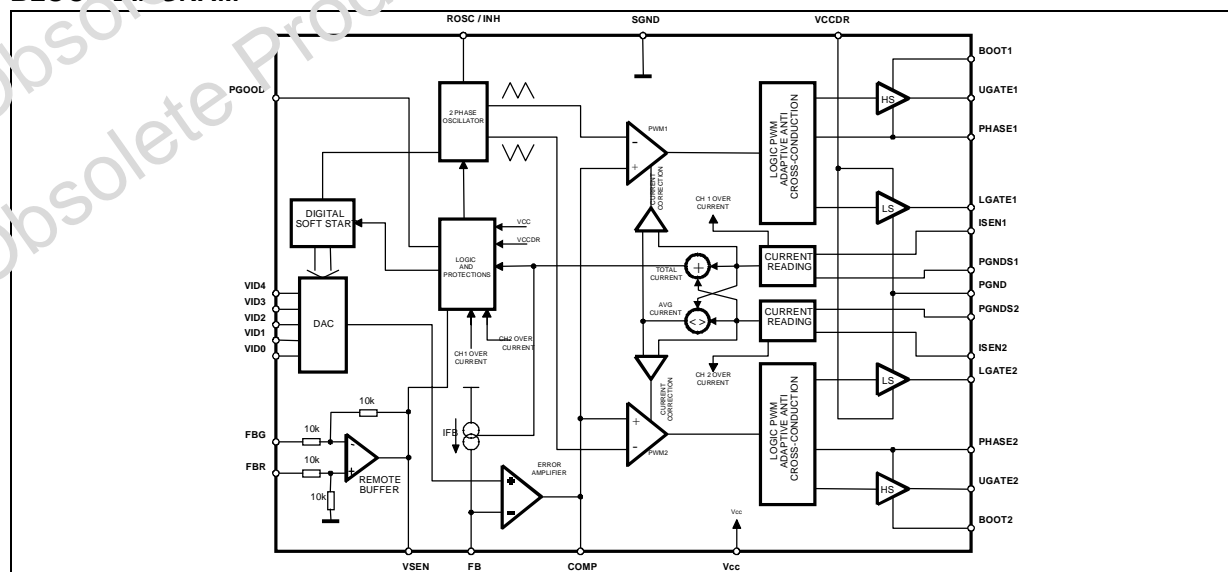 BLOCK DIAGRAM
Obsolete Product
Obsolete Prod
ROSC / INH
SGND
VCCDR
BOOT1
PGOOD
2 PHASE
OSCILLATOR
PWM1
LOGIC PWM
ADAPTIVE ANTI
CROSS-CONDUCTION
HS
UGATE1
PHASE1
CURRENT
CORRECTION
DIGITAL
SOFT START
CH 1 OVER
CURRENT
LS
LGATE1
ISEN1
VCC
VCCDR
LOGIC
AND
PROTECTIONS
TOTAL
CURRENT
+
CURRENT
READING
PGNDS1
PGND
VID4
VID3
VID2
VID1
VID0
DAC
AVG
CURRENT
< >
CURRENT
READING
PGNDS2
ISEN2
CH1 OVER
CURRENT
CH2 OVER
CURRENT
CH 2 OVER
CURRENT
LS
LGATE2
CURRENT
CORRECTION
10k
IFB
+
-
PWM2
LOGIC PWM
ADAPTIVE ANTI
CROSS-CONDUCTION
FBG
10k
FBR
10k
10k
REMOTE
BUFFER
ERROR
AMPLIFIER
PHASE2
HS
UGATE2
Vcc
BOOT2
VSEN
FB
COMP
Vcc